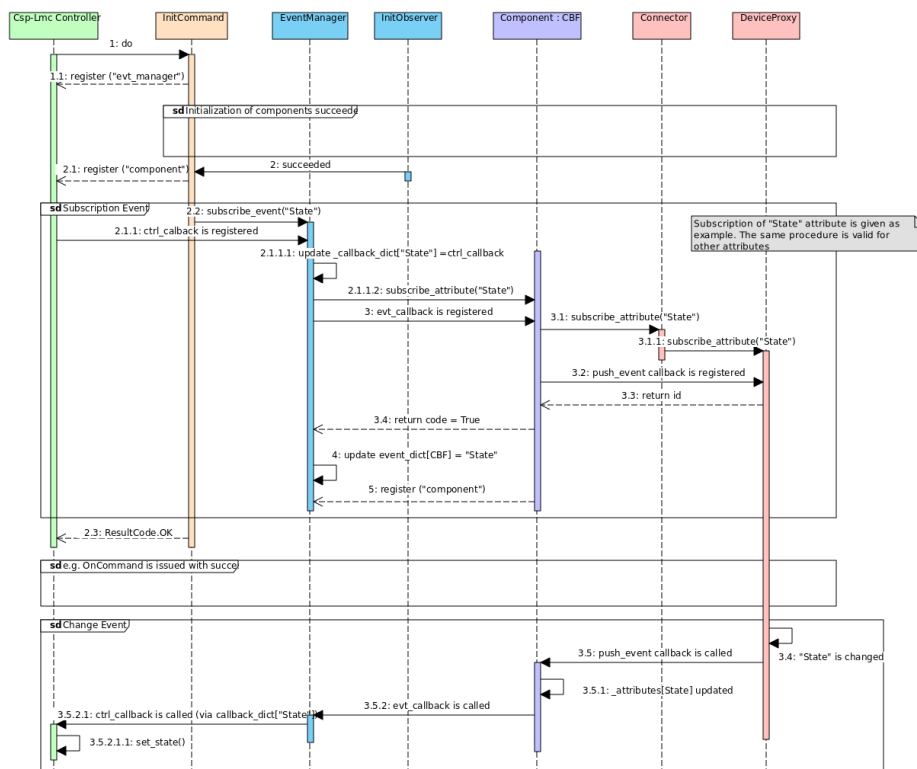 Csp-Lmc Controller
InitCommand
EventManager
InitObserver
Component : CBF
Connector
DeviceProxy
1: do
1.1: register ("evt_manager")
sd Initialization of components succeede
2: succeeded
2.1: register ("component")
sd Subscription Event
2.2: subscribe_event("State")
Subscription of "State" attribute is given as
example. The same procedure is valid for
other attributes
2.1.1: ctrl_calback is registered
2.1.1.1: update _callback_dict["State"] =ctrl_callback
2.1.1.2: subscribe_attribute("State")
3: evt_callback is registered
3.1: subscribe_attribute("State")
3.1.1: subscribe_attribute("State")
3.2: push_event callback is registered
3.3: return id
3.4: return code = True
4: update event_dict[CBF] = "State"
5: register ("component")
2.3: ResultCode.OK
sd e.g. OnCommand is issued with succe
sd Change Event
3.4: "State" is changed
3.5: push_event callback is called
3.5.1: _attributes[State] updated
3.5.2: evt_callback is called
3.5.2.1: ctrl_callback is called (via callback_dict["State"])
3.5.2.1.1: set_state()